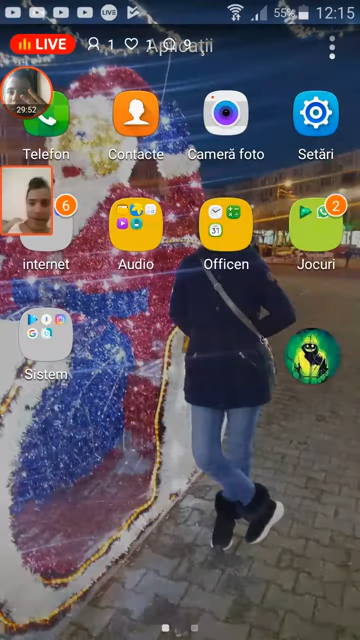 LIVE 55% 12:15
LIVE 1 1 9
Aplicații
29:52
Telefon Contacte Cameră foto Setări
6 2
31
internet Audio Officen Jocuri
Sistem